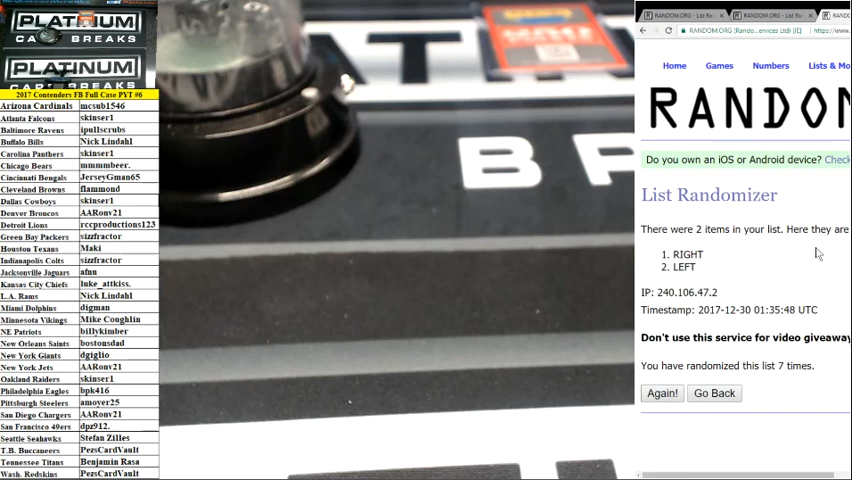 PLATINUM
CARD BREAKS
PLATINUM
2017 Contenders FB Full Case PYT #6
Arizona Cardinals mcsub1546
Atlanta Falcons skinser1
Baltimore Ravens ipullscrubs
Buffalo Bills Nick Lindahl
Carolina Panthers skinser1
Chicago Bears mmmmbeer.
Cincinnati Bengals JerseyGman65
Cleveland Browns flammond
Dallas Cowboys skinser1
Denver Broncos AARonv21
Detroit Lions rccproductions123
Green Bay Packers sizzfractor
Houston Texans Maki
Indianapolis Colts sizzfractor
Jacksonville Jaguars afnu
Kansas City Chiefs luke_attkiss.
L.A. Rams Nick Lindahl
Miami Dolphins digman
Minnesota Vikings Mike Coughlin
NE Patriots billykimber
New Orleans Saints bostonsdad
New York Giants dgiglio
New York Jets AARonv21
Oakland Raiders skinser1
Philadelphia Eagles bpk416
Pittsburgh Steelers amoyer25
San Diego Chargers AARonv21
San Francisco 49ers dpz912.
Seattle Seahawks Stefan Zilles
T.B. Buccaneers PezsCardVault
Tennessee Titans Benjamin Rasa
Wash. Redskins PezsCardVault
RANDOM.ORG - List Ra
RANDOM.ORG - List Ra
RANDOM.ORG (Rando...ervices Ltd) [IE] https://www.
Home Games Numbers Lists & Mo
RANDO
Do you own an iOS or Android device? Check
List Randomizer
There were 2 items in your list. Here they are
1. RIGHT
2. LEFT
IP: 240.106.47.2
Timestamp: 2017-12-30 01:35:48 UTC
Don't use this service for video giveaway
You have randomized this list 7 times.
Again! Go Back